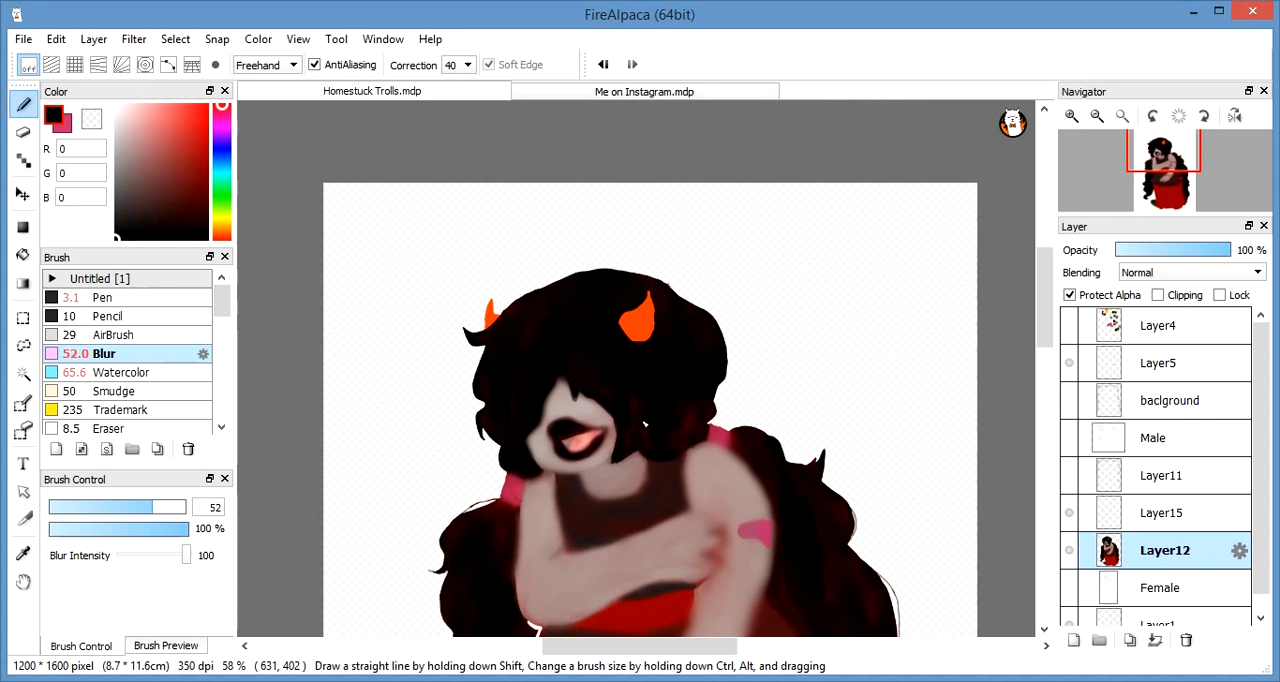 FireAlpaca (64bit)
File Edit Layer Filter Select Snap Color View Tool Window Help
off Freehand AntiAliasing Correction 40 Soft Edge
Color
Homestuck Trolls.mdp Me on Instagram.mdp
Navigator
R 0
G 0
B 0
Layer
Opacity 100 %
Blending Normal
Protect Alpha Clipping Lock
Brush
Untitled [1]
3.1 Pen
10 Pencil
29 AirBrush
52.0 Blur
65.6 Watercolor
50 Smudge
235 Trademark
8.5 Eraser
Layer4
Layer5
baclground
Male
Layer11
Layer15
Layer12
Female
Layer1
Brush Control
52
100 %
Blur Intensity 100
Brush Control Brush Preview
1200 * 1600 pixel (8.7 * 11.6cm) 350 dpi 58 % ( 631, 402 ) Draw a straight line by holding down Shift, Change a brush size by holding down Ctrl, Alt, and dragging